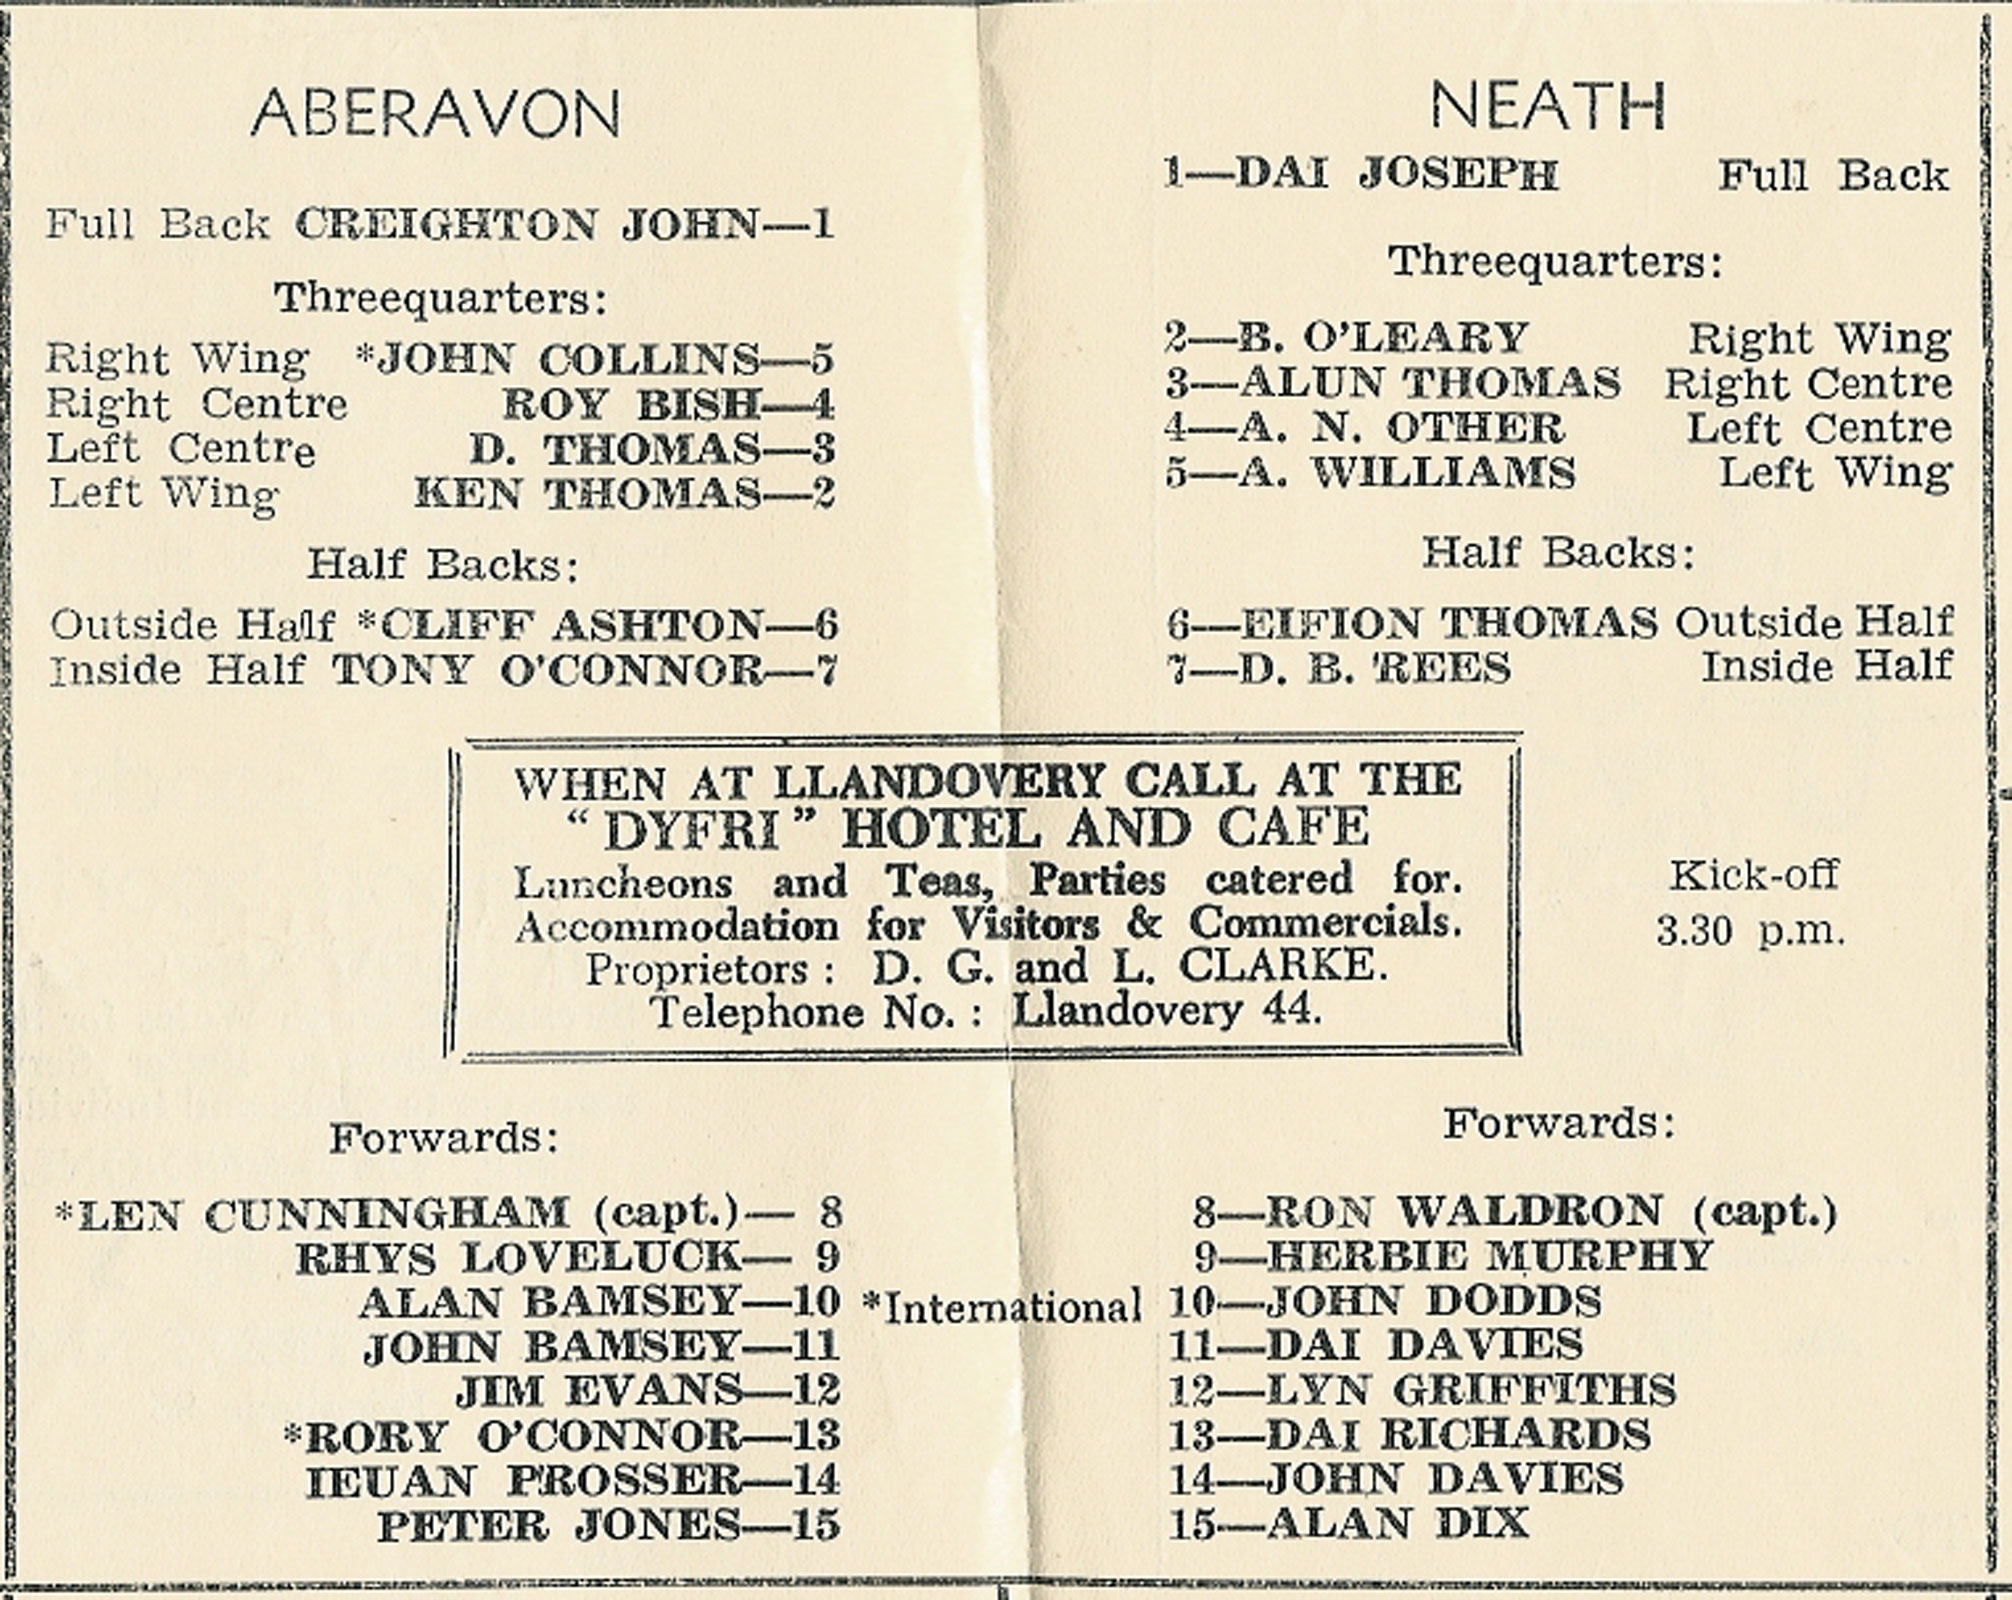 ABERAVON
Full Back CREIGHTON JOHN—1
Threequarters:
Right Wing *JOHN COLLINS—5
Right Centre ROY BISH—4
Left Centre D. THOMAS—3
Left Wing KEN THOMAS—2
Half Backs:
Outside Half *CLIFF ASHTON—6
Inside Half TONY O'CONNOR—7
NEATH
1—DAI JOSEPH Full Back
Threequarters:
2—B. O'LEARY Right Wing
3—ALUN THOMAS Right Centre
4—A. N. OTHER Left Centre
5—A. WILLIAMS Left Wing
Half Backs:
6—EIFION THOMAS Outside Half
7—D. B. REES Inside Half
WHEN AT LLANDOVERY CALL AT THE
"DYFRI" HOTEL AND CAFE
Luncheons and Teas, Parties catered for.
Accommodation for Visitors & Commercials.
Proprietors : D. G. and L. CLARKE.
Telephone No. : Llandovery 44.
Kick-off
3.30 p.m.
Forwards:
*LEN CUNNINGHAM (capt.)— 8
RHYS LOVELUCK— 9
ALAN BAMSEY—10
JOHN BAMSEY—11
JIM EVANS—12
*RORY O'CONNOR—13
IEUAN PROSSER—14
PETER JONES—15
*International
Forwards:
8—RON WALDRON (capt.)
9—HERBIE MURPHY
10—JOHN DODDS
11—DAI DAVIES
12—LYN GRIFFITHS
13—DAI RICHARDS
14—JOHN DAVIES
15—ALAN DIX